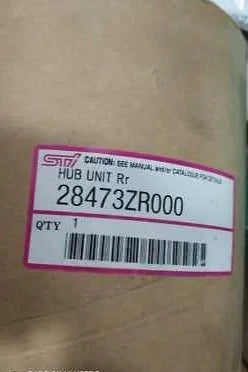 STI CAUTION: SEE MANUAL and/or CATALOGUE FOR DETAILS
HUB UNIT Rr
28473ZR000
QTY 1